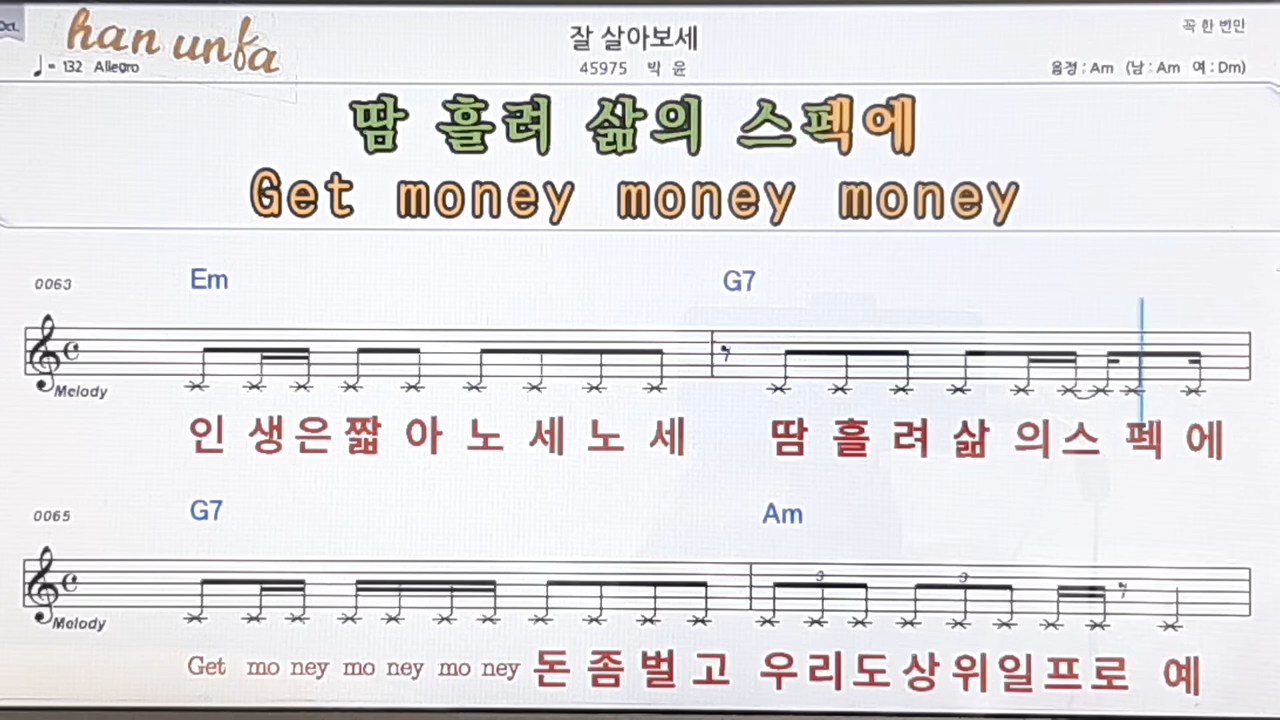 Oct.
han unfa
♩= 132 Allegro
잘 살아보세
45975 박 윤
꼭 한 번만
음정 : Am (남 : Am 여 : Dm)
땀 흘려 삶의 스펙에
Get money money money
0063 Em G7
Melody
인 생은 짧 아 노 세 노 세 땀 흘 려 삶 의스 펙 에
0065 G7 Am
3 3
Melody
Get mo ney mo ney mo ney 돈 좀 벌 고 우리도 상 위일프로 예